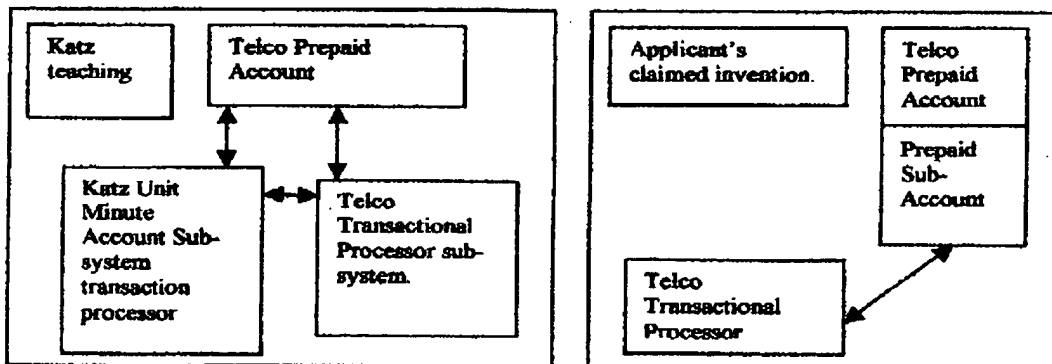 Katz
teaching
Telco Prepaid
Account
Katz Unit
Minute
Account Sub-
system
transaction
processor
Telco
Transactional
Processor sub-
system.
Applicant's
claimed invention.
Telco
Prepaid
Account
Prepaid
Sub-
Account
Telco
Transactional
Processor